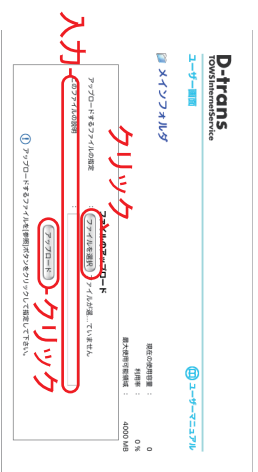 D-trans
TOWSInternetService
ユーザー画面
ユーザーマニュアル
メインフォルダ
現在の使用容量 : 0
利用率 : 0 %
最大使用可能領域 : 4000 MB
ファイルのアップロード
アップロードするファイルの指定 : ファイルを選択 ファイルが選...ていません
このファイルの説明 :
アップロード
アップロードするファイルを[参照]ボタンをクリックして指定して下さい。
クリック
入力
クリック